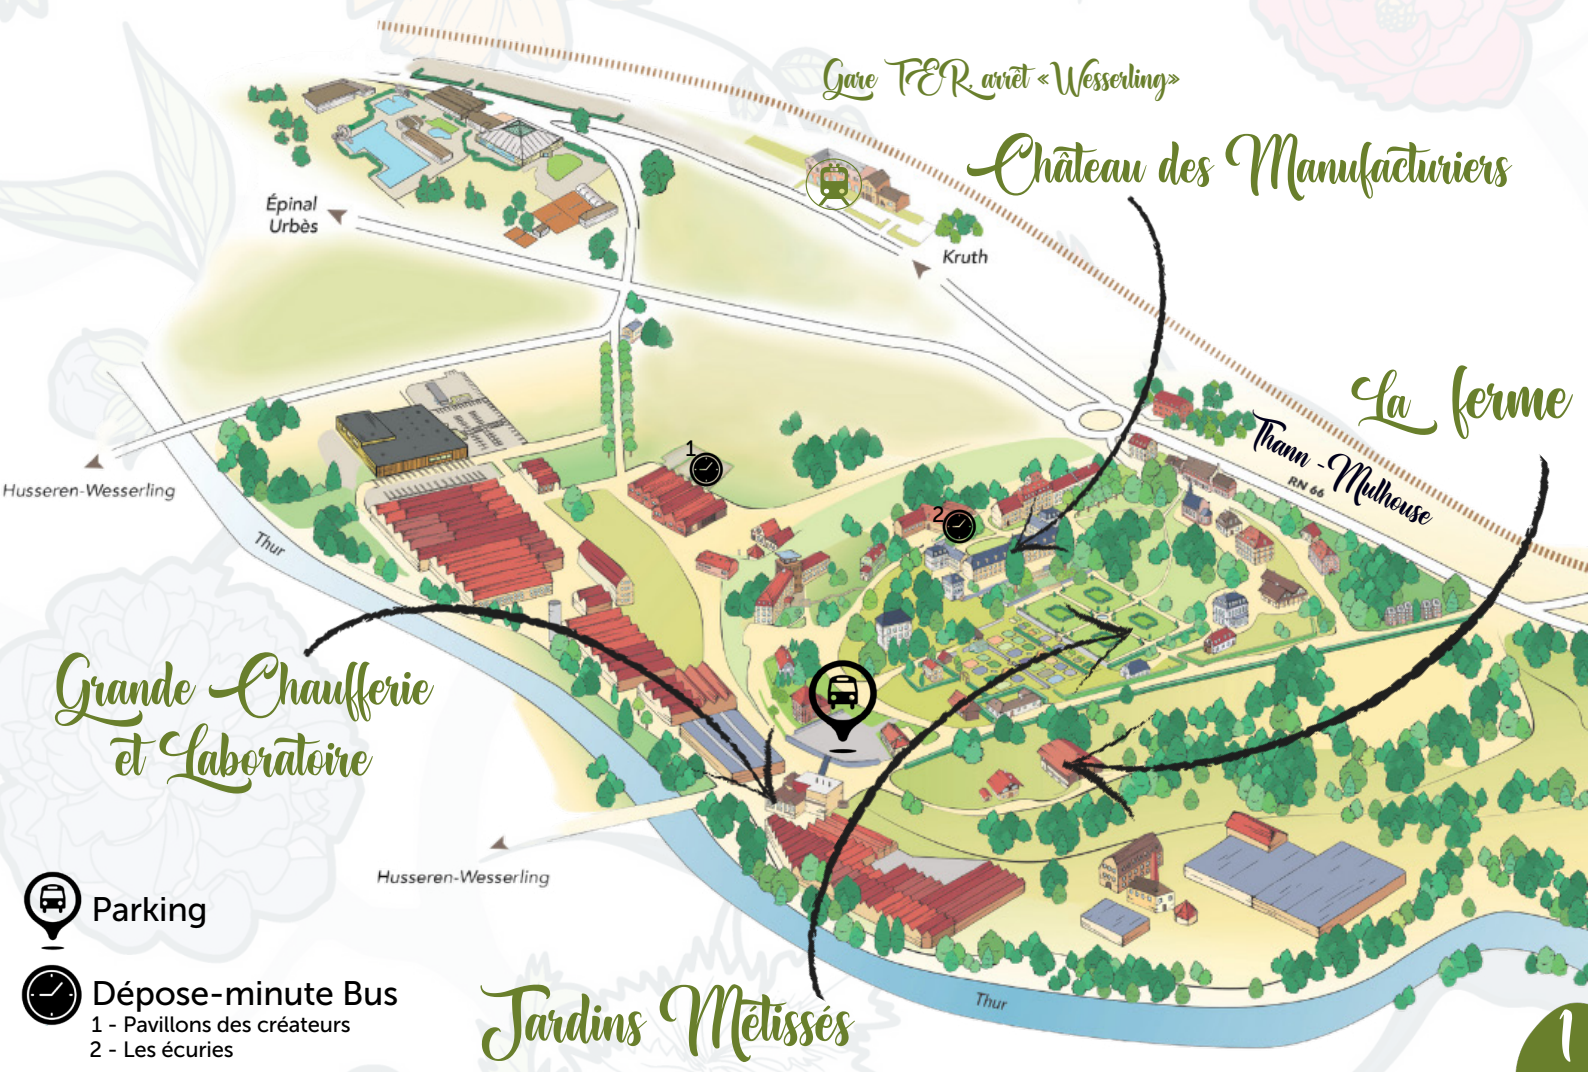 Gare TER, arrêt «Wesserling»
Château des Manufacturiers
Épinal
Urbès
Kruth
La ferme
Thann - Mulhouse
RN 66
1
2
Husseren-Wesserling
Thur
Grande Chaufferie
et Laboratoire
Husseren-Wesserling
Parking
Dépose-minute Bus
1 - Pavillons des créateurs
2 - Les écuries
Jardins Métissés
Thur
1